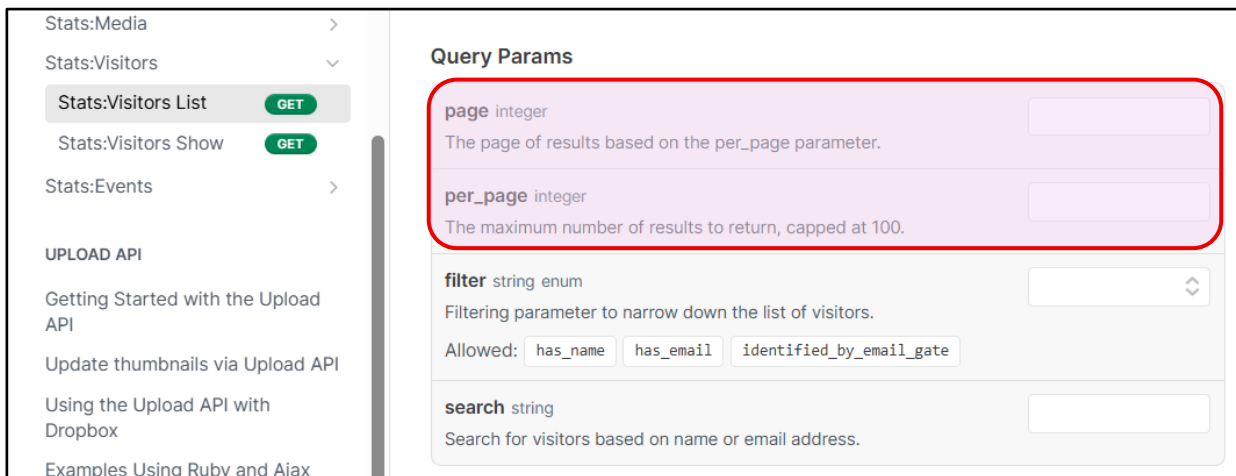 Stats:Media
Stats:Visitors
Stats:Visitors List GET
Stats:Visitors Show GET
Stats:Events
UPLOAD API
Getting Started with the Upload
API
Update thumbnails via Upload API
Using the Upload API with
Dropbox
Examples Using Ruby and Ajax
Query Params
page integer
The page of results based on the per_page parameter.
per_page integer
The maximum number of results to return, capped at 100.
filter string enum
Filtering parameter to narrow down the list of visitors.
Allowed: has_name has_email identified_by_email_gate
search string
Search for visitors based on name or email address.